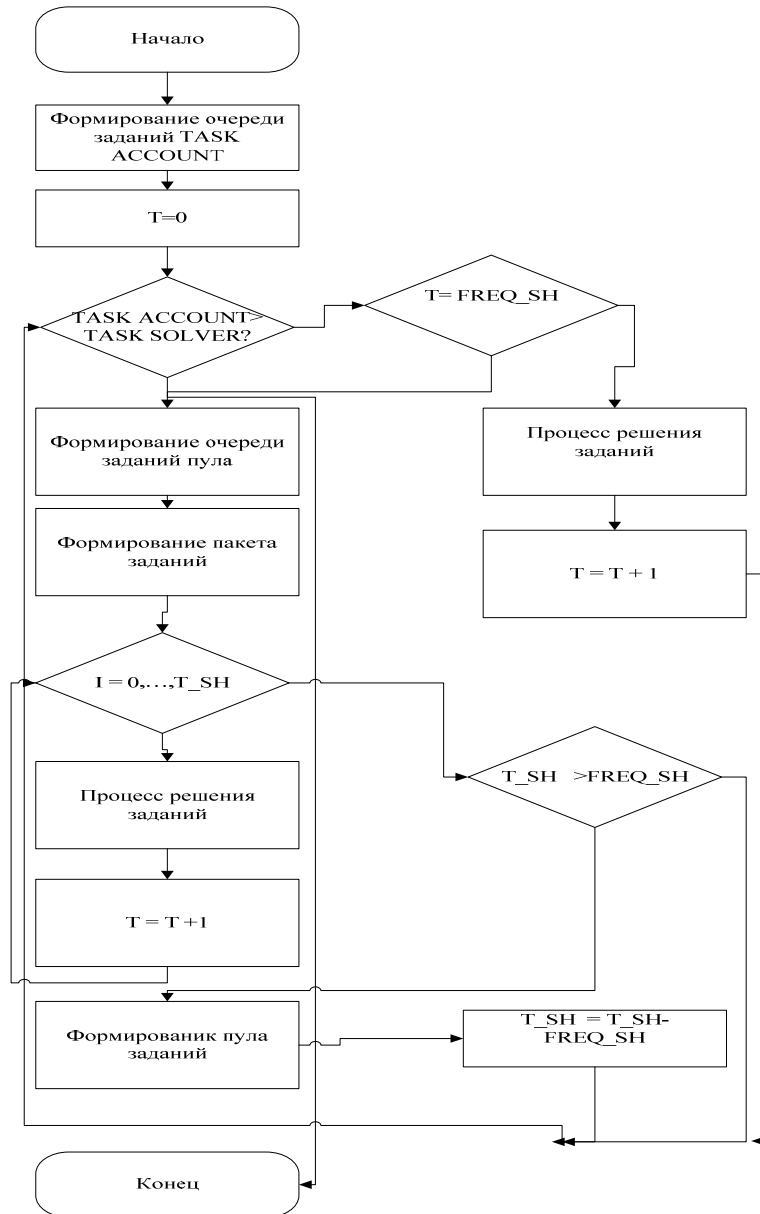 Начало
Формирование очереди
заданий TASK
ACCOUNT
T=0
TASK ACCOUNT>
TASK SOLVER?
T= FREQ_SH
Формирование очереди
заданий пула
Процесс решения
заданий
Формирование пакета
заданий
T = T + 1
I = 0,…,T_SH
T_SH >FREQ_SH
Процесс решения
заданий
T = T +1
Формированик пула
заданий
T_SH = T_SH-
FREQ_SH
Конец